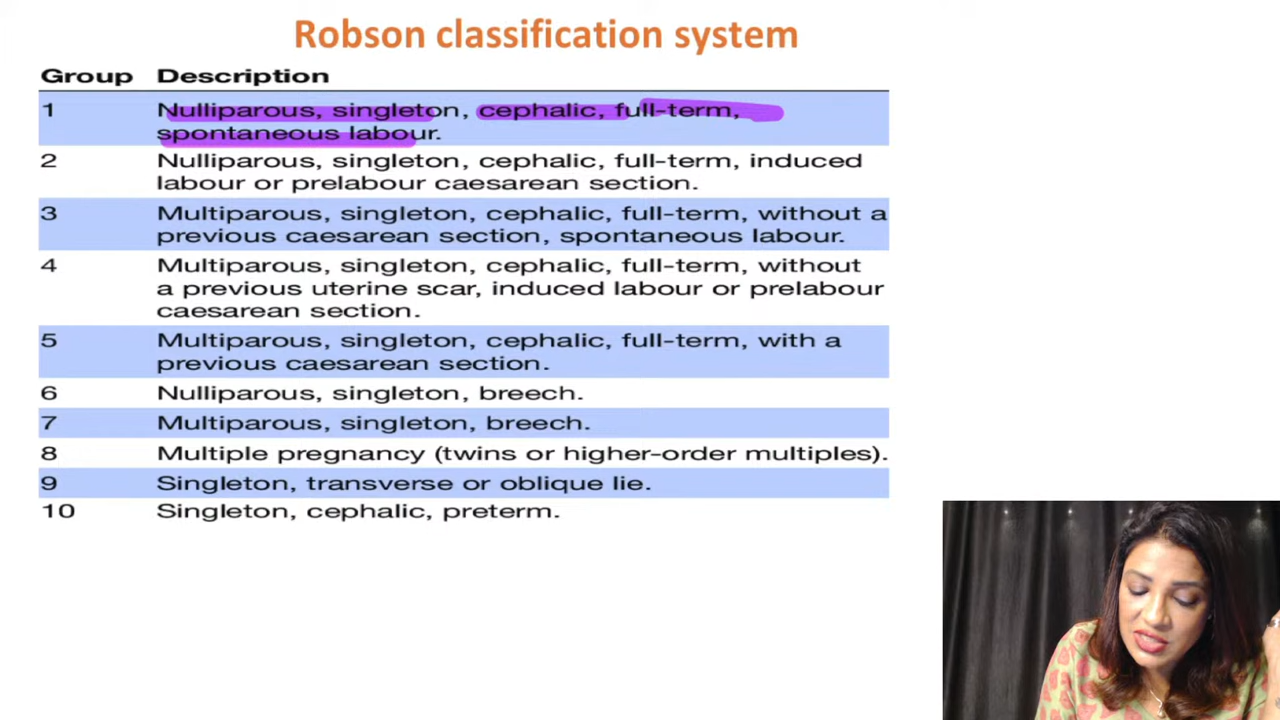 Robson classification system
Group Description
1 Nulliparous, singleton, cephalic, full-term,
spontaneous labour.
2 Nulliparous, singleton, cephalic, full-term, induced
labour or prelabour caesarean section.
3 Multiparous, singleton, cephalic, full-term, without a
previous caesarean section, spontaneous labour.
4 Multiparous, singleton, cephalic, full-term, without
a previous uterine scar, induced labour or prelabour
caesarean section.
5 Multiparous, singleton, cephalic, full-term, with a
previous caesarean section.
6 Nulliparous, singleton, breech.
7 Multiparous, singleton, breech.
8 Multiple pregnancy (twins or higher-order multiples).
9 Singleton, transverse or oblique lie.
10 Singleton, cephalic, preterm.